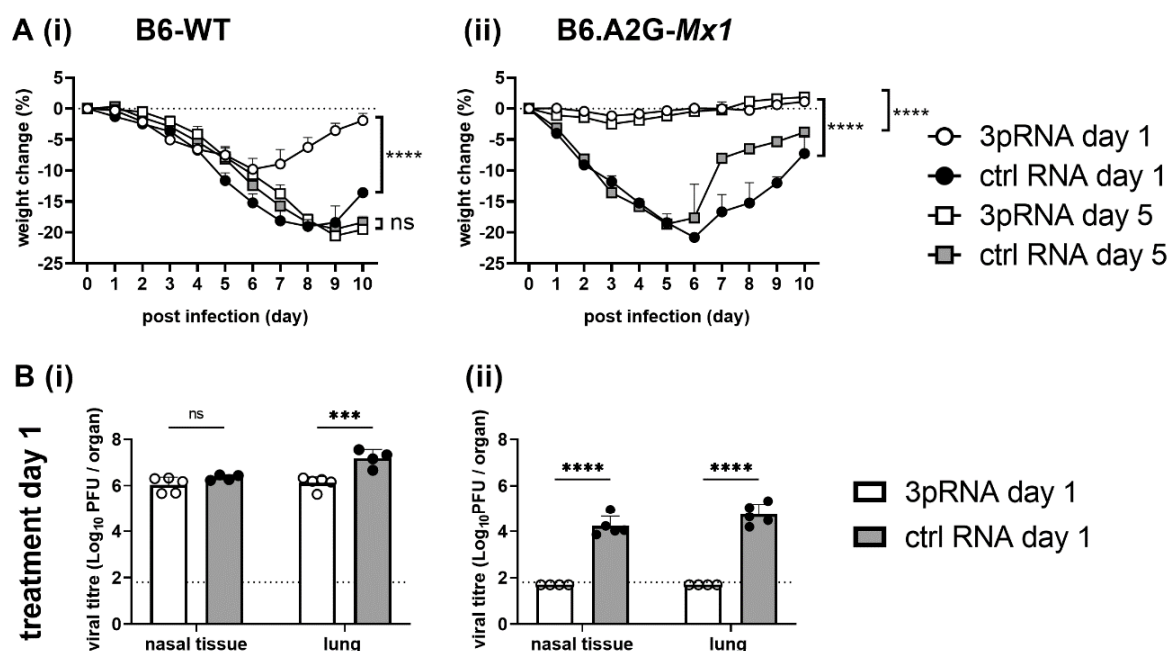 A (i) B6-WT
(ii) B6.A2G-Mx1
weight change (%)
5
0
-5
-10
-15
-20
-25
0 1 2 3 4 5 6 7 8 9 10
post infection (day)
****
ns
weight change (%)
5
0
-5
-10
-15
-20
-25
0 1 2 3 4 5 6 7 8 9 10
post infection (day)
****
****
3pRNA day 1
ctrl RNA day 1
3pRNA day 5
ctrl RNA day 5
B (i)
(ii)
treatment day 1
viral titre (Log10 PFU / organ)
8
6
4
2
0
ns
***
nasal tissue lung
viral titre (Log10 PFU / organ)
8
6
4
2
0
****
****
nasal tissue lung
3pRNA day 1
ctrl RNA day 1